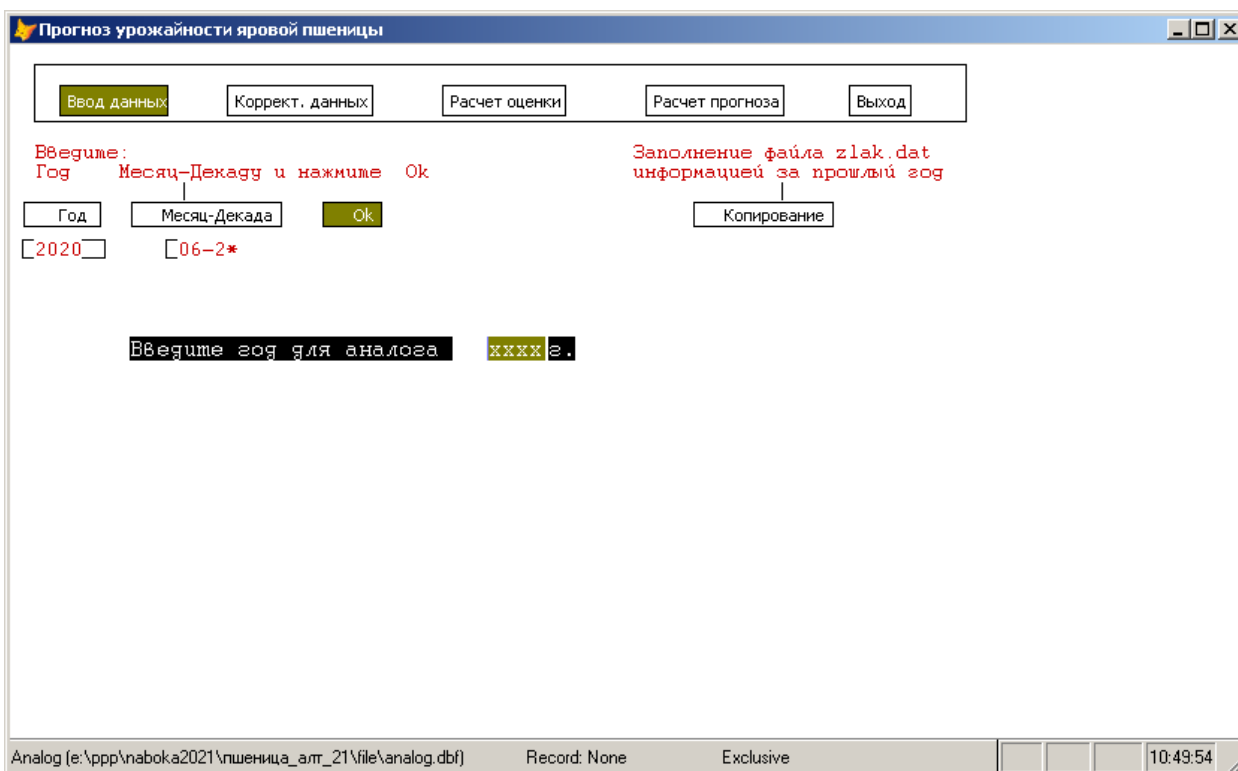 Прогноз урожайности яровой пшеницы
Ввод данных Коррект. данных Расчет оценки Расчет прогноза Выход
Введите: Заполнение файла zlak.dat
Год Месяц-Декаду и нажмите Ok информацией за прошлый год
Год Месяц-Декада Ok Копирование
2020 06-2*
Введите год для аналога xxxx г.
Analog (e:\ppp\naboka2021\пшеница_алт_21\file\analog.dbf) Record: None Exclusive 10:49:54